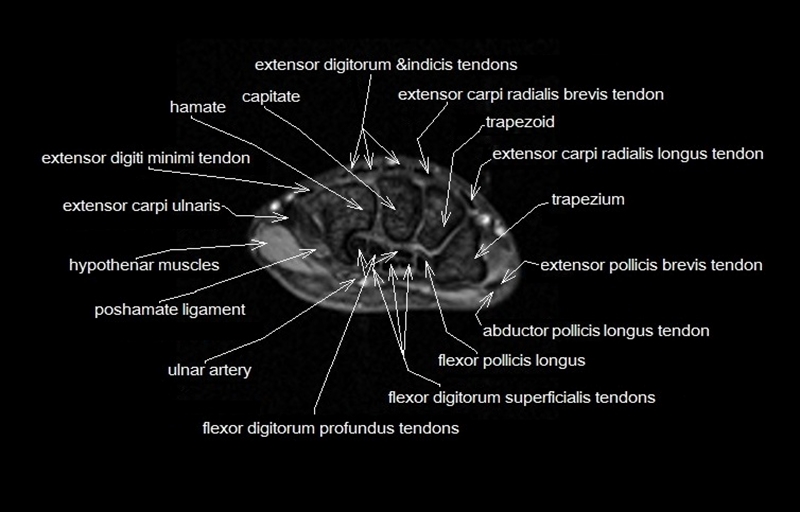 extensor digitorum &indicis tendons
capitate
extensor carpi radialis brevis tendon
hamate
trapezoid
extensor digiti minimi tendon
extensor carpi radialis longus tendon
extensor carpi ulnaris
trapezium
hypothenar muscles
extensor pollicis brevis tendon
poshamate ligament
abductor pollicis longus tendon
ulnar artery
flexor pollicis longus
flexor digitorum superficialis tendons
flexor digitorum profundus tendons